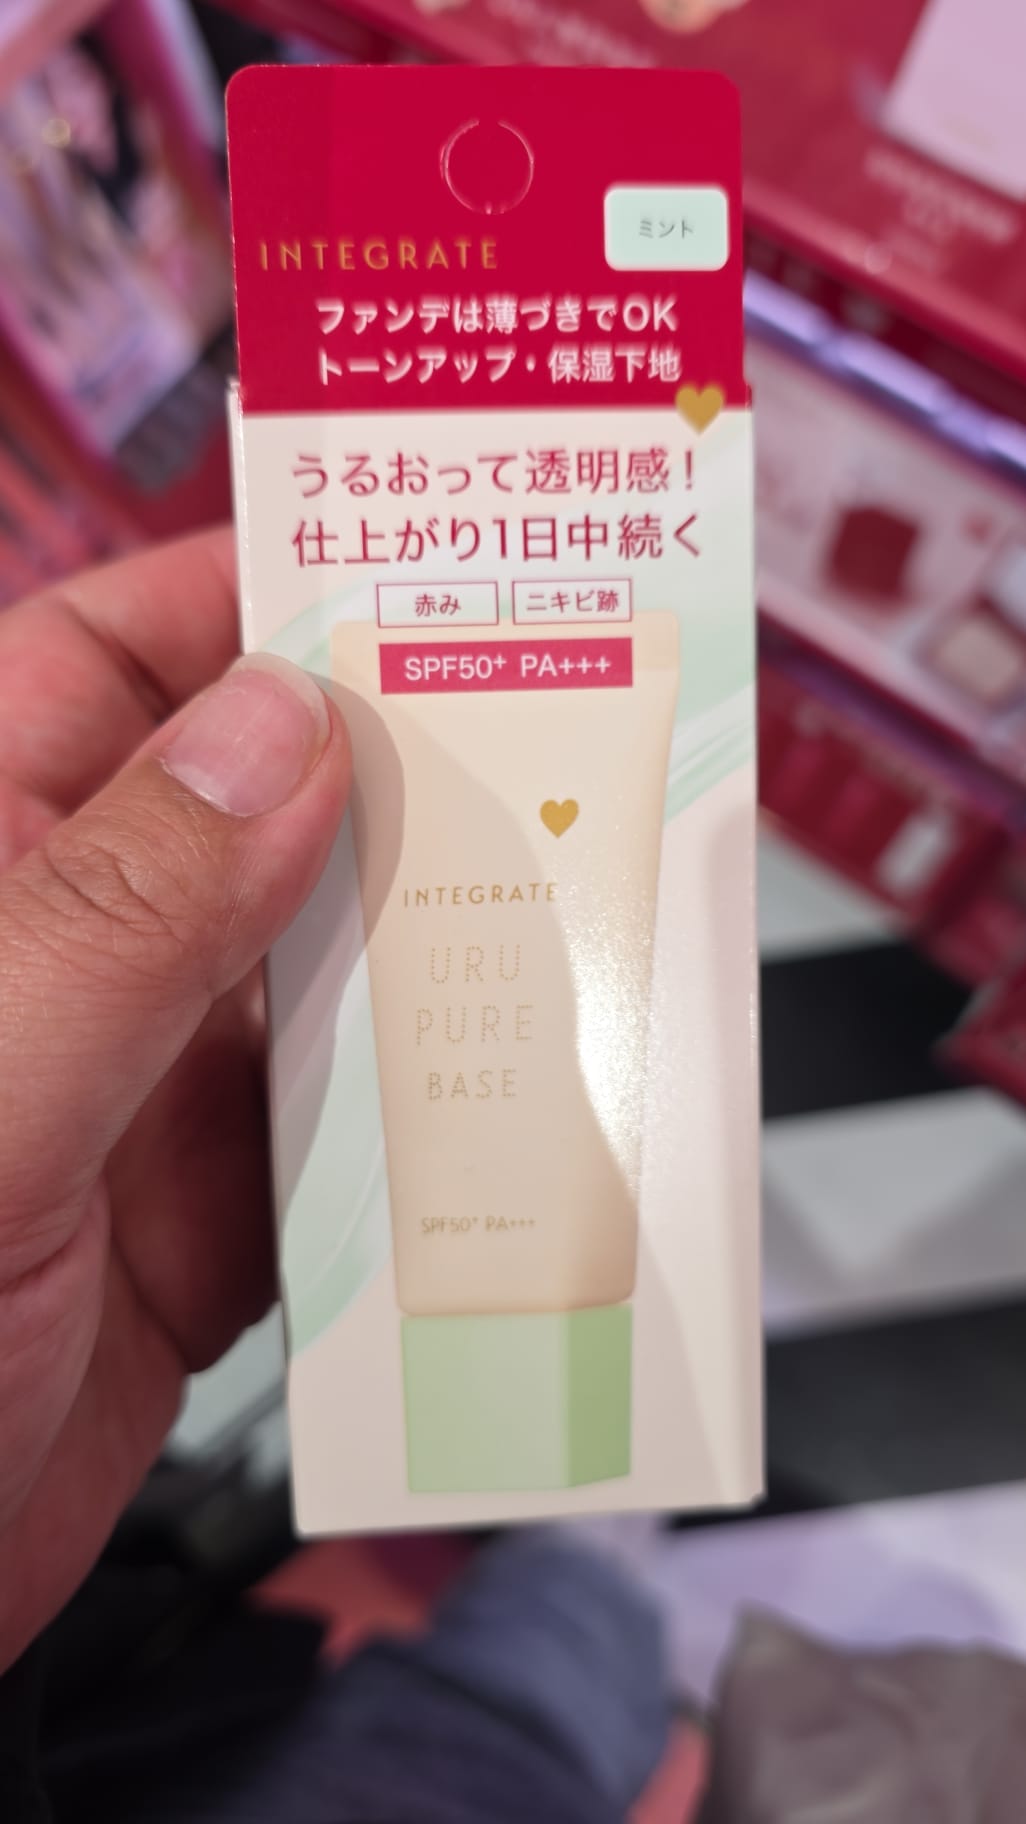 INTEGRATE
ミント
ファンデは薄づきでOK
トーンアップ・保湿下地
うるおって透明感!
仕上がり1日中続く
赤み
ニキビ跡
SPF50+ PA+++
INTEGRATE
URU
PURE
BASE
SPF50+ PA+++